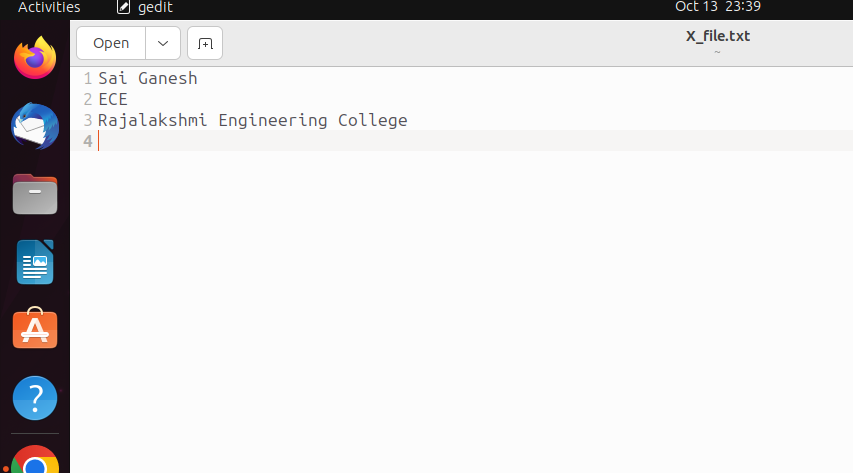 Activities gedit Oct 13 23:39
Open X_file.txt
~
1 Sai Ganesh
2 ECE
3 Rajalakshmi Engineering College
4
?